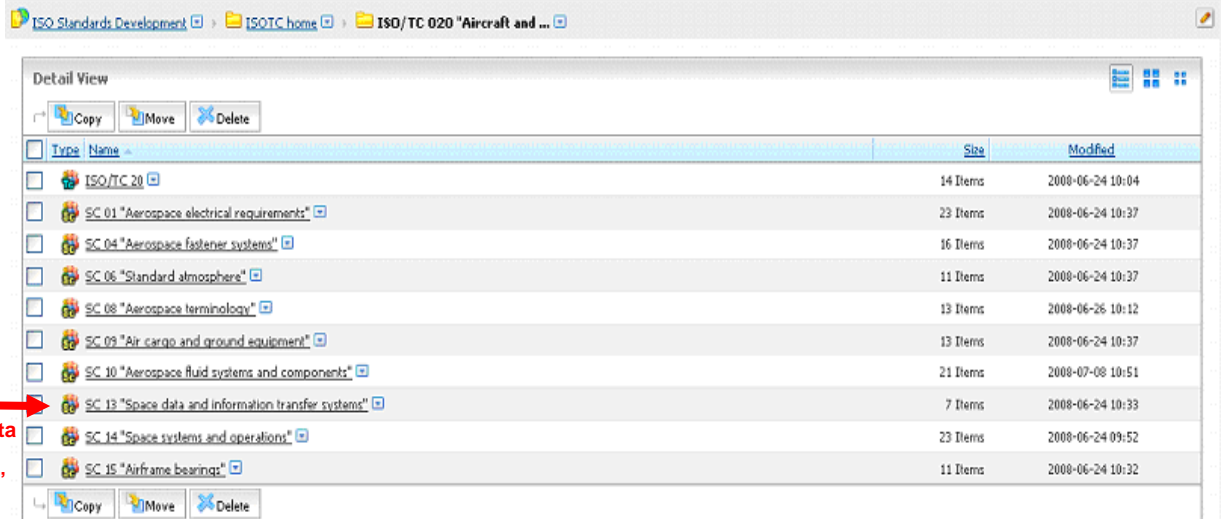 ISO Standards Development ISOTC home ISO/TC 020 "Aircraft and ...
Detail View
Copy Move Delete
Type Name Size Modified
ISO/TC 20 14 Items 2008-06-24 10:04
SC 01 "Aerospace electrical requirements" 23 Items 2008-06-24 10:37
SC 04 "Aerospace fastener systems" 16 Items 2008-06-24 10:37
SC 06 "Standard atmosphere" 11 Items 2008-06-24 10:37
SC 08 "Aerospace terminology" 13 Items 2008-06-26 10:12
SC 09 "Air cargo and ground equipment" 13 Items 2008-06-24 10:37
SC 10 "Aerospace fluid systems and components" 21 Items 2008-07-08 10:51
SC 13 "Space data and information transfer systems" 7 Items 2008-06-24 10:33
ta
SC 14 "Space systems and operations" 23 Items 2008-06-24 09:52
,
SC 15 "Airframe bearings" 11 Items 2008-06-24 10:32
Copy Move Delete